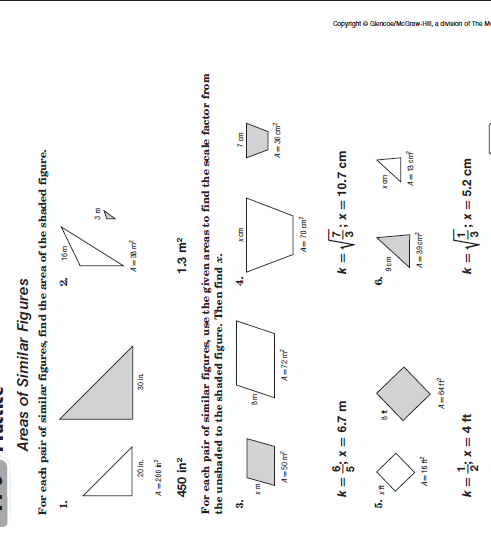 Copyright © Glencoe/McGraw-Hill, a division of The
Areas of Similar Figures
For each pair of similar figures, find the area of the shaded figure.
1.
20 in.
30 in.
A = 200 in²
450 in²
2.
16 m
3 m
A = 38 m²
1.3 m²
For each pair of similar figures, use the given areas to find the scale factor from
the unshaded to the shaded figure. Then find x.
3.
x m
8 m
A = 50 m²
A = 72 m²
k = 6/5; x = 6.7 m
4.
x cm
7 cm
A = 70 cm²
A = 30 cm²
k = √7/3; x = 10.7 cm
5.
x ft
8 ft
A = 16 ft²
A = 64 ft²
k = 1/2; x = 4 ft
6.
9 cm
x cm
A = 39 cm²
A = 13 cm²
k = √1/3; x = 5.2 cm